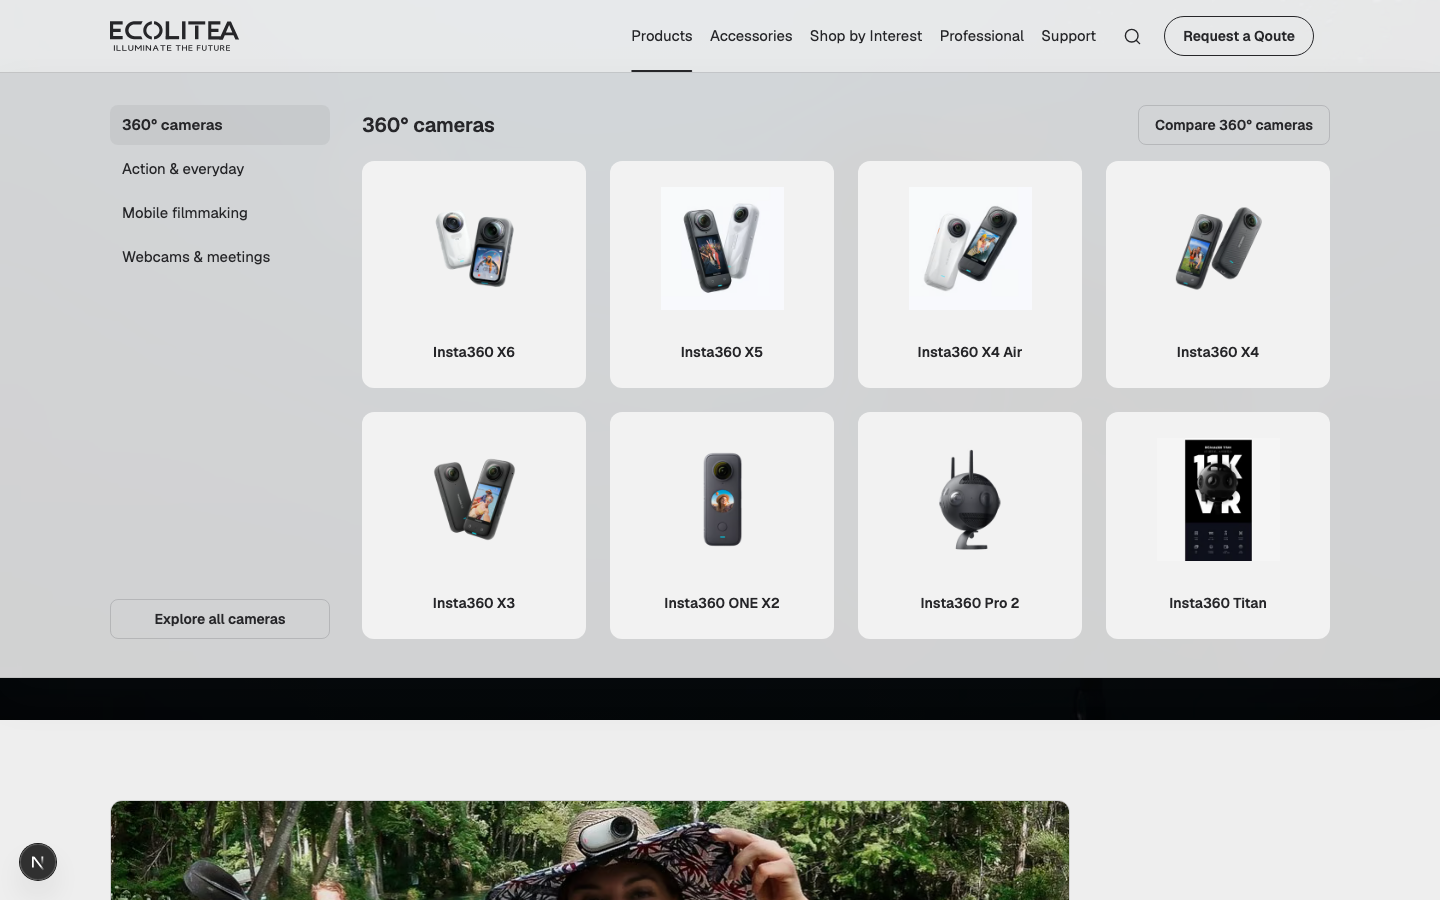 ECOLITEA
ILLUMINATE THE FUTURE
Products
Accessories
Shop by Interest
Professional
Support
Request a Qoute
360° cameras
Action & everyday
Mobile filmmaking
Webcams & meetings
Explore all cameras
360° cameras
Compare 360° cameras
Insta360 X6
Insta360 X5
Insta360 X4 Air
Insta360 X4
Insta360 X3
Insta360 ONE X2
Insta360 Pro 2
11K
VR
Insta360 Titan
N